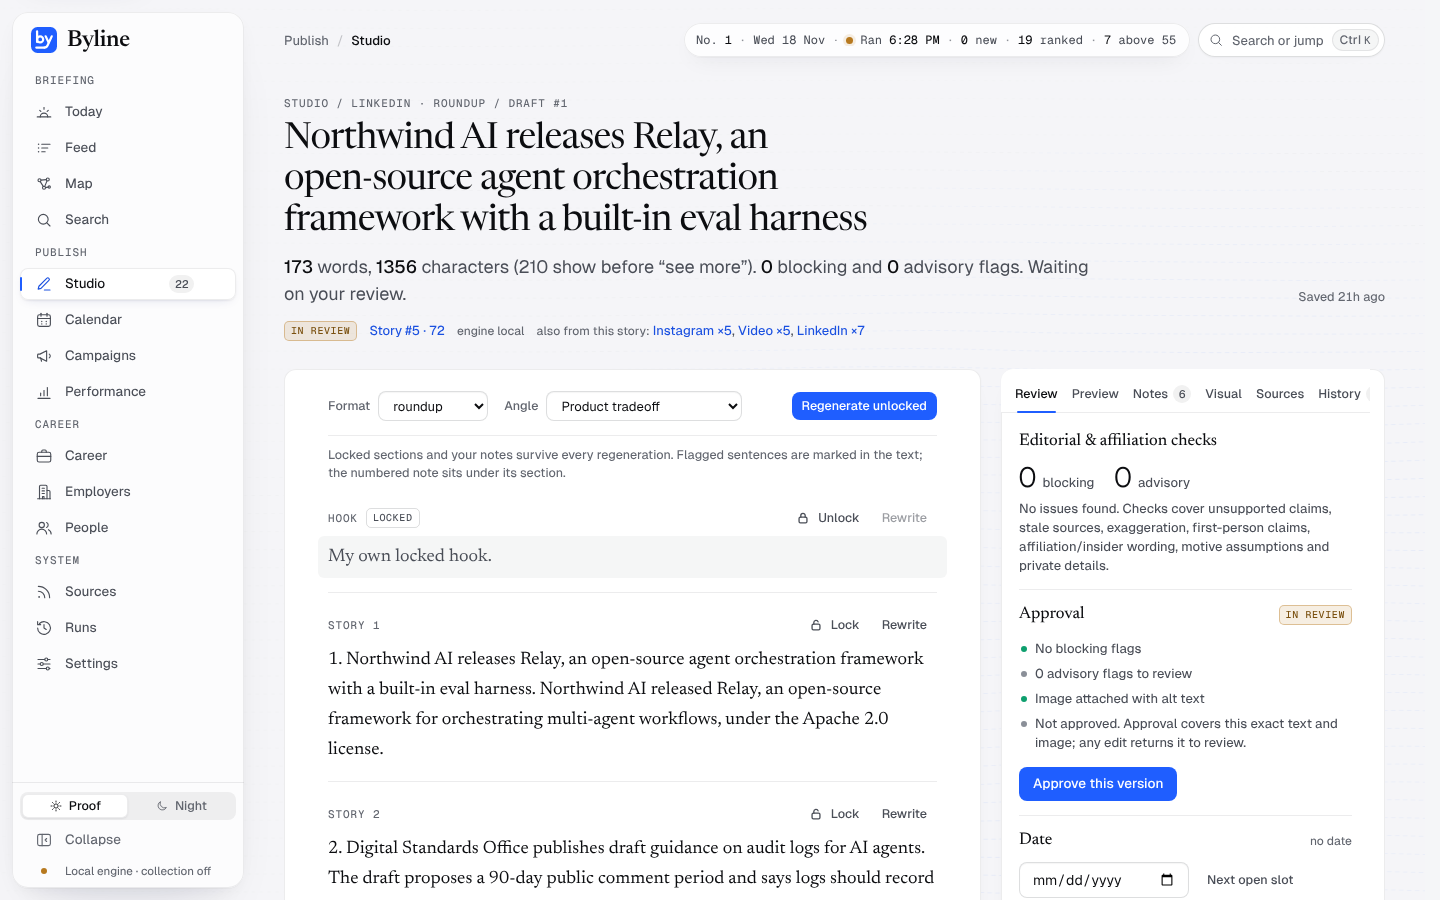 by Byline
BRIEFING
Today
Feed
Map
Search
PUBLISH
Studio 22
Calendar
Campaigns
Performance
CAREER
Career
Employers
People
SYSTEM
Sources
Runs
Settings
Proof Night
Collapse
Local engine · collection off
Publish / Studio
No. 1 · Wed 18 Nov · Ran 6:28 PM · 0 new · 19 ranked · 7 above 55
Search or jump Ctrl K
STUDIO / LINKEDIN · ROUNDUP / DRAFT #1
Northwind AI releases Relay, an
open-source agent orchestration
framework with a built-in eval harness
173 words, 1356 characters (210 show before “see more”). 0 blocking and 0 advisory flags. Waiting
on your review.
Saved 21h ago
IN REVIEW Story #5 · 72 engine local also from this story: Instagram ×5, Video ×5, LinkedIn ×7
Format roundup Angle Product tradeoff Regenerate unlocked
Locked sections and your notes survive every regeneration. Flagged sentences are marked in the text;
the numbered note sits under its section.
HOOK LOCKED Unlock Rewrite
My own locked hook.
STORY 1 Lock Rewrite
1. Northwind AI releases Relay, an open-source agent orchestration framework
with a built-in eval harness. Northwind AI released Relay, an open-source
framework for orchestrating multi-agent workflows, under the Apache 2.0
license.
STORY 2 Lock Rewrite
2. Digital Standards Office publishes draft guidance on audit logs for AI agents.
The draft proposes a 90-day public comment period and says logs should record
Review Preview Notes 6 Visual Sources History
Editorial & affiliation checks
0 blocking 0 advisory
No issues found. Checks cover unsupported claims,
stale sources, exaggeration, first-person claims,
affiliation/insider wording, motive assumptions and
private details.
Approval IN REVIEW
No blocking flags
0 advisory flags to review
Image attached with alt text
Not approved. Approval covers this exact text and
image; any edit returns it to review.
Approve this version
Date no date
mm/dd/yyyy Next open slot